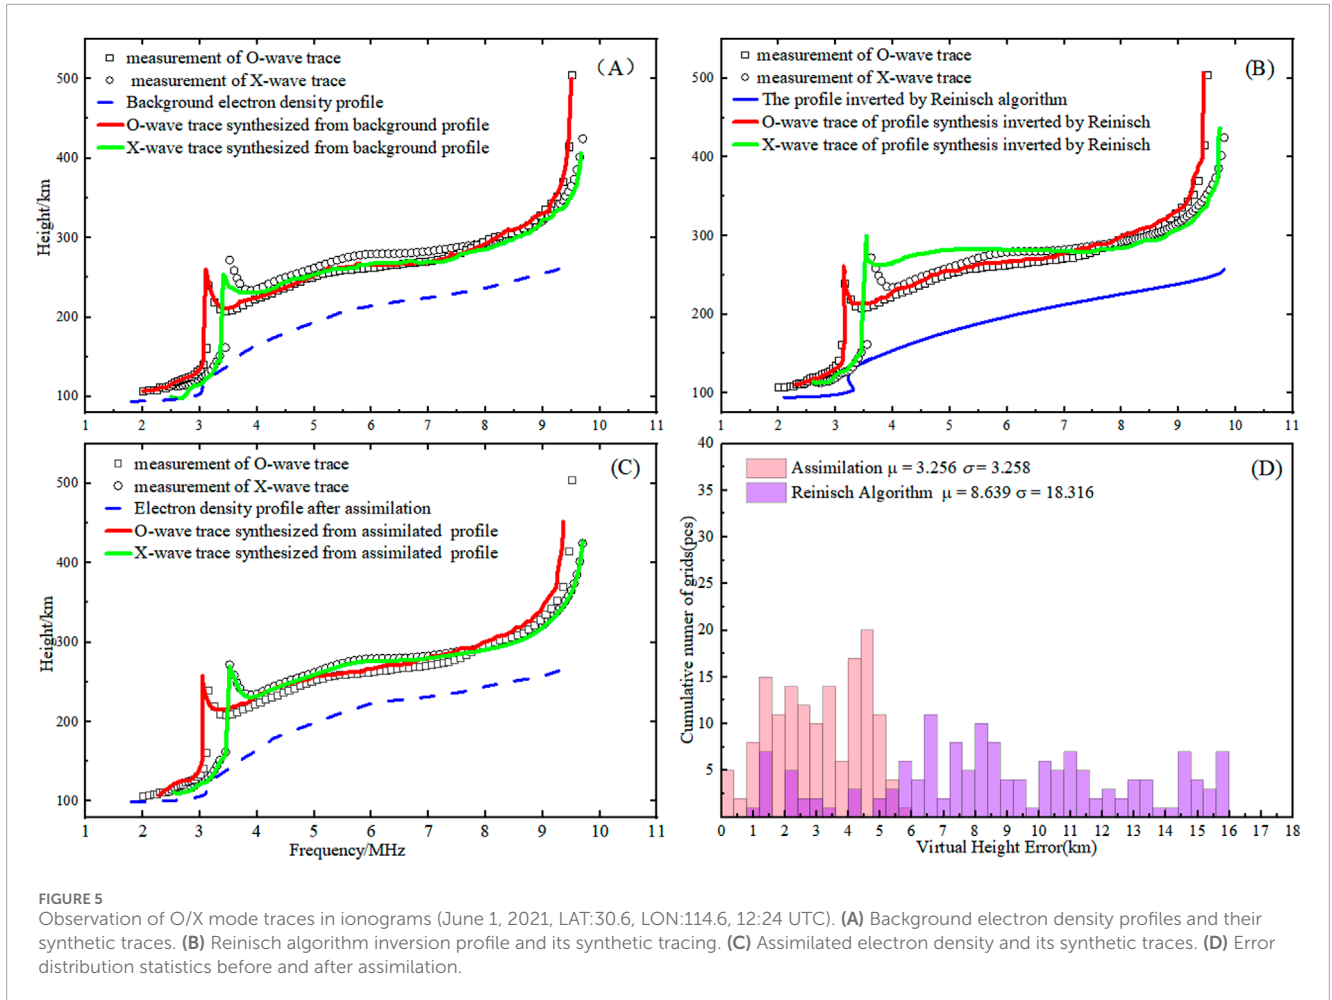 measurement of O-wave trace
measurement of X-wave trace
Background electron density profile
O-wave trace synthesized from background profile
X-wave trace synthesized from background profile
(A)
500
400
300
200
100
Height/km
1 2 3 4 5 6 7 8 9 10 11
measurement of O-wave trace
measurement of X-wave trace
The profile inverted by Reinisch algorithm
O-wave trace of profile synthesis inverted by Reinisch
X-wave trace of profile synthesis inverted by Reinisch
(B)
500
400
300
200
100
1 2 3 4 5 6 7 8 9 10 11
measurement of O-wave trace
measurement of X-wave trace
Electron density profile after assimilation
O-wave trace synthesized from assimilated profile
X-wave trace synthesized from assimilated profile
(C)
500
400
300
200
100
Height/km
1 2 3 4 5 6 7 8 9 10 11
Frequency/MHz
Assimilation μ = 3.256 σ = 3.258
Reinisch Algorithm μ = 8.639 σ = 18.316
(D)
40
35
30
25
20
15
10
5
Cumulative numer of grids(pcs)
0 1 2 3 4 5 6 7 8 9 10 11 12 13 14 15 16 17 18
Virtual Height Error(km)
FIGURE 5
Observation of O/X mode traces in ionograms (June 1, 2021, LAT:30.6, LON:114.6, 12:24 UTC). (A) Background electron density profiles and their
synthetic traces. (B) Reinisch algorithm inversion profile and its synthetic tracing. (C) Assimilated electron density and its synthetic traces. (D) Error
distribution statistics before and after assimilation.